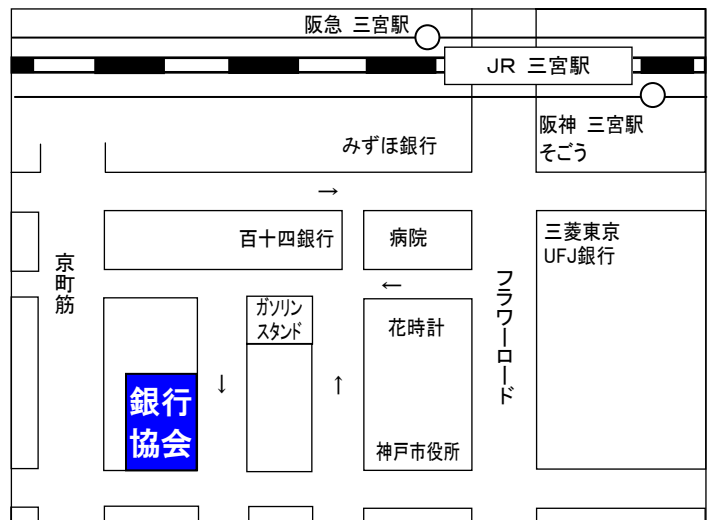 阪急 三宮駅
JR 三宮駅
阪神 三宮駅
そごう
みずほ銀行
→
百十四銀行
病院
三菱東京
UFJ銀行
京町筋
←
フラワーロード
ガソリン
スタンド
花時計
銀行
協会
↓
↑
神戸市役所